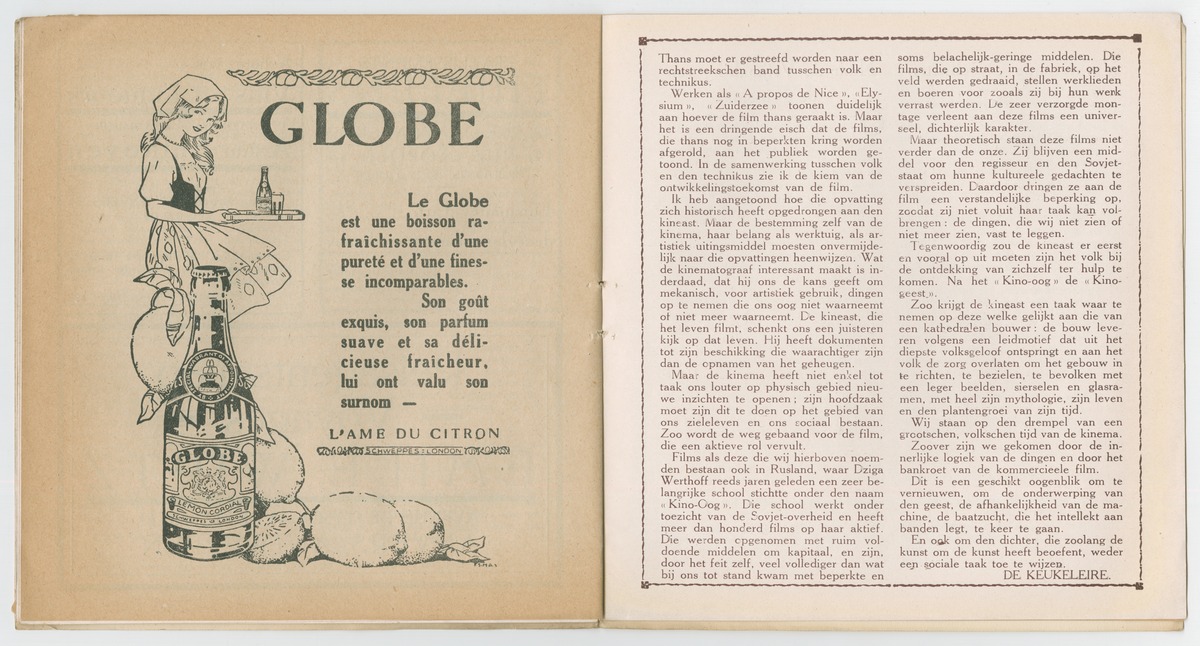 GLOBE
Le Globe
est une boisson ra-
fraîchissante d'une
pureté et d'une fines-
se incomparables.
Son goût
exquis, son parfum
suave et sa déli-
cieuse fraîcheur,
lui ont valu son
surnom —
L'AME DU CITRON
SCHWEPPES : LONDON
GLOBE
LEMON CORDIAL
Thans moet er gestreefd worden naar een
rechtstreekschen band tusschen volk en
technikus.
Werken als « A propos de Nice », «Ely-
sium », « Zuiderzee » toonen duidelijk
aan hoever de film thans geraakt is. Maar
het is een dringende eisch dat de films,
die thans nog in beperkten kring worden
afgerold, aan het publiek worden ge-
toond. In de samenwerking tusschen volk
en den technikus zie ik de kiem van de
ontwikkelingstoekomst van de film.
Ik heb aangetoond hoe die opvatting
zich historisch heeft opgedrongen aan den
kineast. Maar de bestemming zelf van de
kinema, haar belang als werktuig, als ar-
tistiek uitingsmiddel moesten onvermijde-
lijk naar die opvattingen heenwijzen. Wat
de kinematograaf interessant maakt is in-
derdaad, dat hij ons de kans geeft om
mekanisch, voor artistiek gebruik, dingen
op te nemen die ons oog niet waarneemt
of niet meer waarneemt. De kineast, die
het leven filmt, schenkt ons een juisteren
kijk op dat leven. Hij heeft dokumenten
tot zijn beschikking die waarachtiger zijn
dan de opnamen van het geheugen.
Maar de kinema heeft niet enkel tot
taak ons louter op physisch gebied nieu-
we inzichten te openen ; zijn hoofdzaak
moet zijn dit te doen op het gebied van
ons zieleleven en ons sociaal bestaan.
Zoo wordt de weg gebaand voor de film,
die een aktieve rol vervult.
Films als deze die wij hierboven noem-
den bestaan ook in Rusland, waar Dziga
Werthoff reeds jaren geleden een zeer be-
langrijke school stichtte onder den naam
« Kino-Oog ». Die school werkt onder
toezicht van de Sovjet-overheid en heeft
meer dan honderd films op haar aktief.
Die werden opgenomen met ruim vol-
doende middelen om kapitaal, en zijn,
door het feit zelf, veel vollediger dan wat
bij ons tot stand kwam met beperkte en
soms belachelijk-geringe middelen. Die
films, die op straat, in de fabriek, op het
veld werden gedraaid, stellen werklieden
en boeren voor zooals zij bij hun werk
verrast werden. De zeer verzorgde mon-
tage verleent aan deze films een univer-
seel, dichterlijk karakter.
Maar theoretisch staan deze films niet
verder dan de onze. Zij blijven een mid-
del voor den regisseur en den Sovjet-
staat om hunne kultureele gedachten te
verspreiden. Daardoor dringen ze aan de
film een verstandelijke beperking op,
zoodat zij niet voluit haar taak kan vol-
brengen : de dingen, die wij niet zien of
niet meer zien, vast te leggen.
Tegenwoordig zou de kineast er eerst
en vooral op uit moeten zijn het volk bij
de ontdekking van zichzelf ter hulp te
komen. Na het « Kino-oog » de « Kino-
geest ».
Zoo krijgt de kineast een taak waar te
nemen op deze welke gelijkt aan die van
een kathedralen bouwer : de bouw leve-
ren volgens een leidmotief dat uit het
diepste volksgeloof ontspringt en aan het
volk de zorg overlaten om het gebouw in
te richten, te bezielen, te bevolken met
een leger beelden, sierselen en glasra-
men, met heel zijn mythologie, zijn leven
en den plantengroei van zijn tijd.
Wij staan op den drempel van een
grootschen, volkschen tijd van de kinema.
Zoover zijn we gekomen door de in-
nerlijke logiek van de dingen en door het
bankroet van de kommercieele film.
Dit is een geschikt oogenblik om te
vernieuwen, om de onderwerping van
den geest, de afhankelijkheid van de ma-
chine, de baatzucht, die het intellekt aan
banden legt, te keer te gaan.
En ook om den dichter, die zoolang de
kunst om de kunst heeft beoefent, weder
een sociale taak toe te wijzen.
DE KEUKELEIRE.